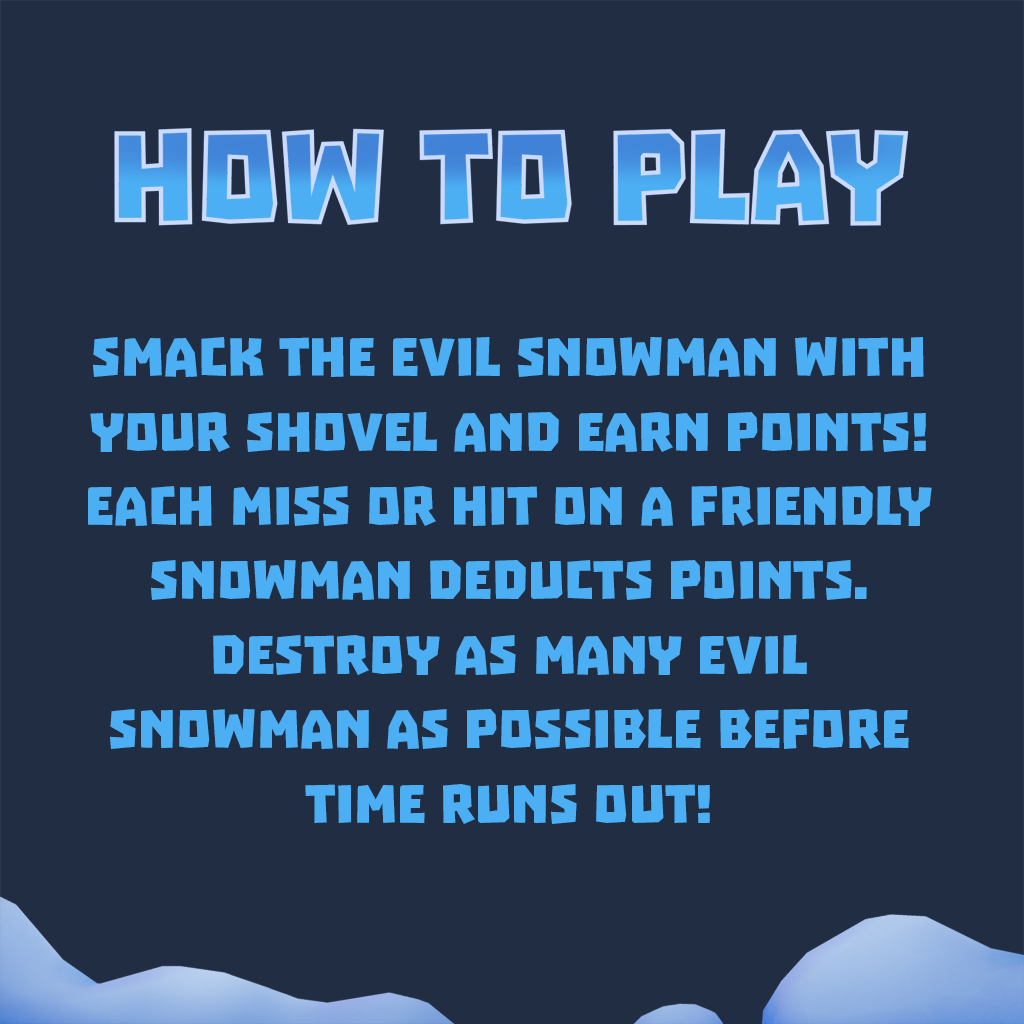 HOW TO PLAY
SMACK THE EVIL SNOWMAN WITH
YOUR SHOVEL AND EARN POINTS!
EACH MISS OR HIT ON A FRIENDLY
SNOWMAN DEDUCTS POINTS.
DESTROY AS MANY EVIL
SNOWMAN AS POSSIBLE BEFORE
TIME RUNS OUT!